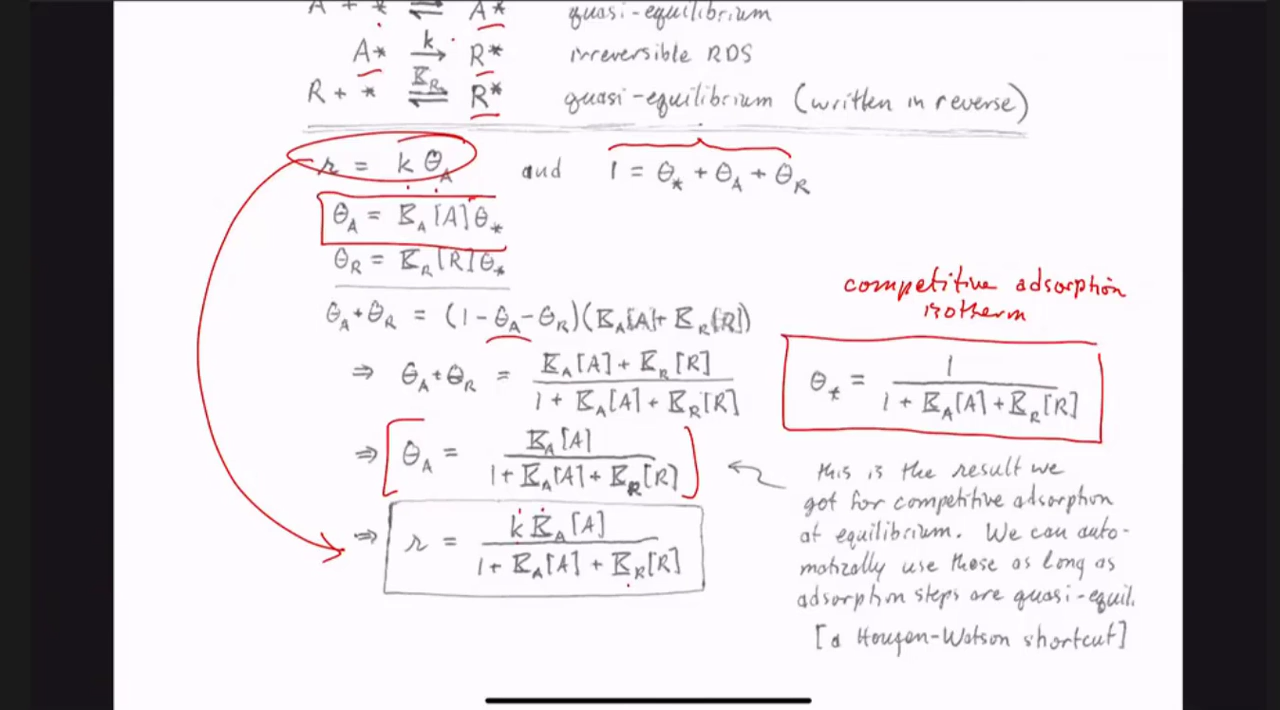 A + * ⇌ A* quasi-equilibrium
A* →(k) R* irreversible RDS
R + * ⇌(K_R) R* quasi-equilibrium (written in reverse)
r = k θ_A and 1 = θ_* + θ_A + θ_R
θ_A = K_A [A] θ_*
θ_R = K_R [R] θ_*
θ_A + θ_R = (1 - θ_A - θ_R)(K_A[A] + K_R[R])
⇒ θ_A + θ_R = (K_A[A] + K_R[R]) / (1 + K_A[A] + K_R[R])
⇒ θ_A = K_A[A] / (1 + K_A[A] + K_R[R])
⇒ r = k K_A[A] / (1 + K_A[A] + K_R[R])
competitive adsorption
isotherm
θ_* = 1 / (1 + K_A[A] + K_R[R])
this is the result we
got for competitive adsorption
at equilibrium. We can auto-
matically use these as long as
adsorption steps are quasi-equil.
[a Hougen-Watson shortcut]